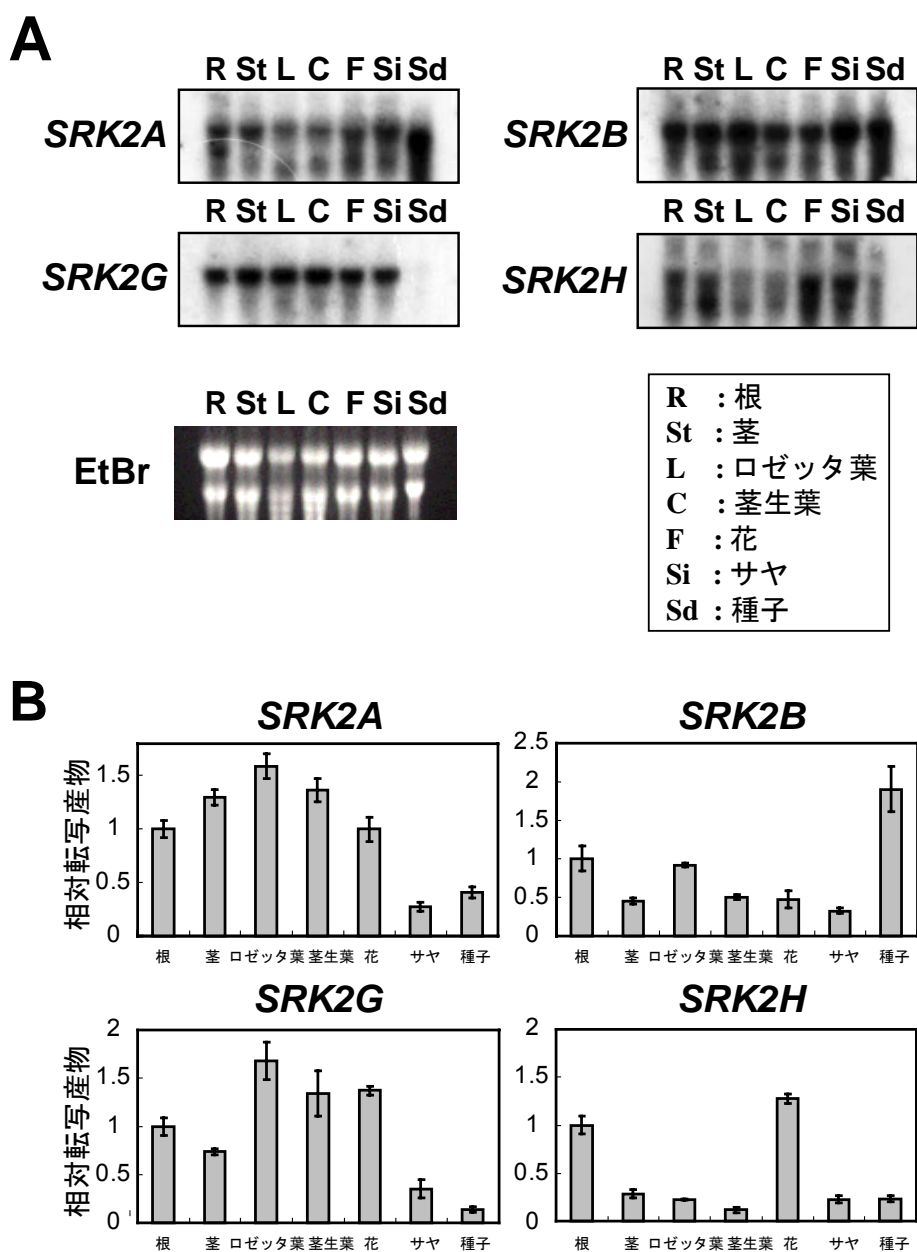 A
R St L C F Si Sd
R St L C F Si Sd
SRK2A
SRK2B
R St L C F Si Sd
R St L C F Si Sd
SRK2G
SRK2H
R St L C F Si Sd
EtBr
R : 根
St : 茎
L : ロゼッタ葉
C : 茎生葉
F : 花
Si : サヤ
Sd : 種子
B
SRK2A
相対転写産物
1.5
1
0.5
0
根 茎 ロゼッタ葉 茎生葉 花 サヤ 種子
SRK2B
2.5
2
1.5
1
0.5
0
根 茎 ロゼッタ葉 茎生葉 花 サヤ 種子
SRK2G
相対転写産物
2
1.5
1
0.5
0
根 茎 ロゼッタ葉 茎生葉 花 サヤ 種子
SRK2H
2
1.5
1
0.5
0
根 茎 ロゼッタ葉 茎生葉 花 サヤ 種子